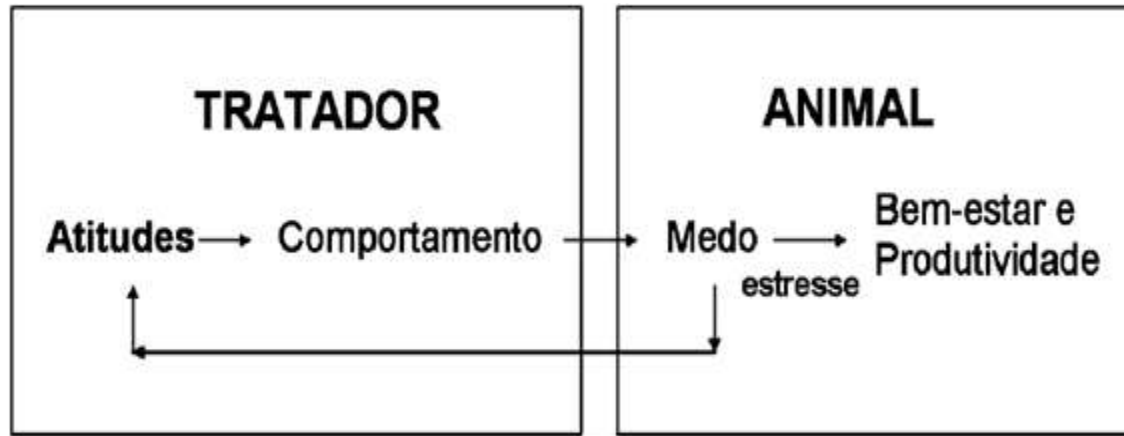 TRATADOR
Atitudes
Comportamento
ANIMAL
Medo
estresse
Bem-estar e
Produtividade